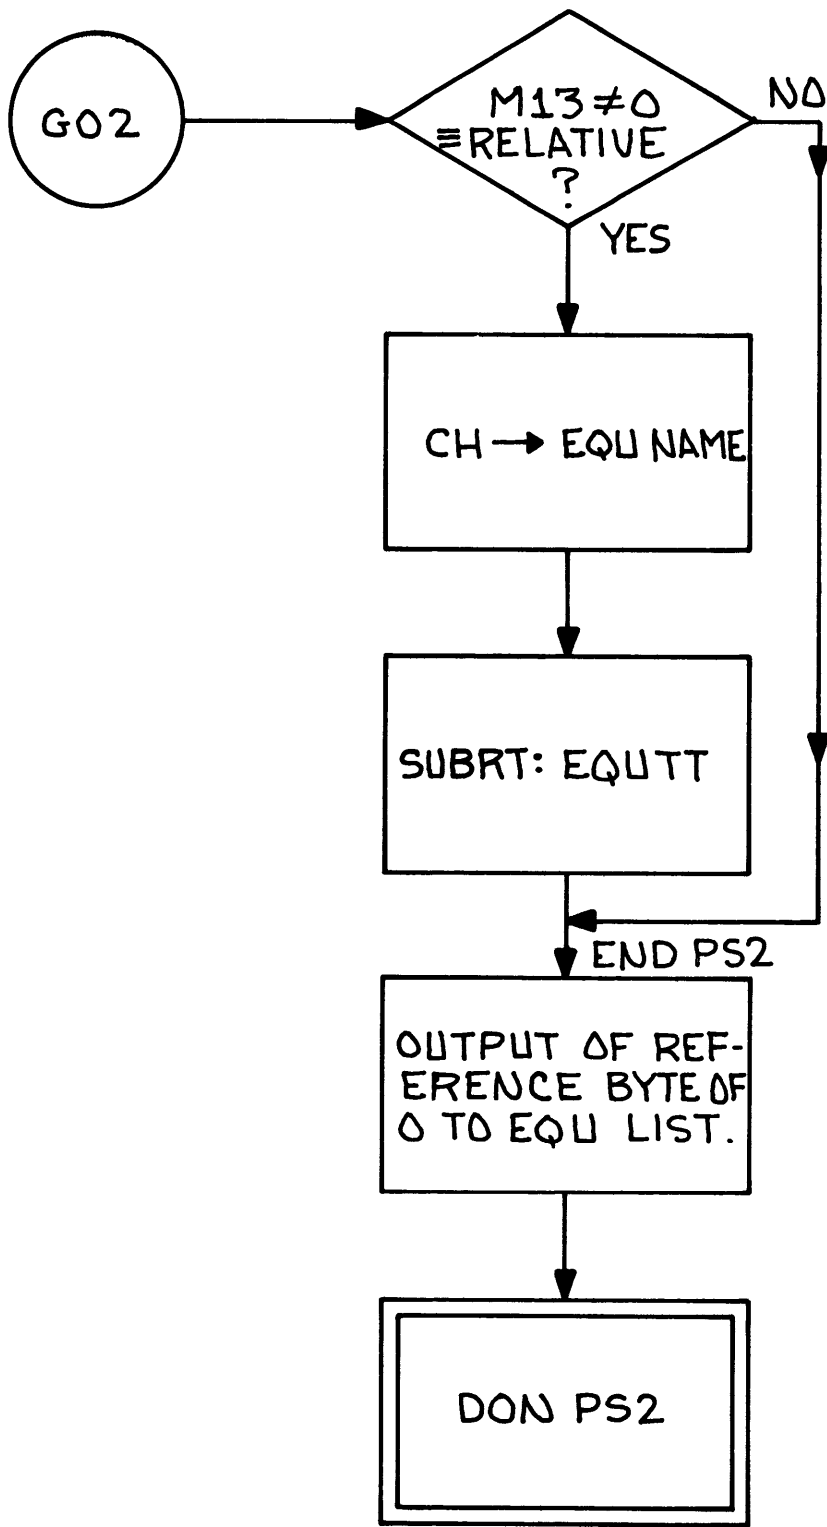 GO2
M13≠0
≡RELATIVE
?
NO
YES
CH → EQU NAME
SUBRT: EQUTT
END PS2
OUTPUT OF REF-
ERENCE BYTE OF
0 TO EQU LIST.
DON PS2